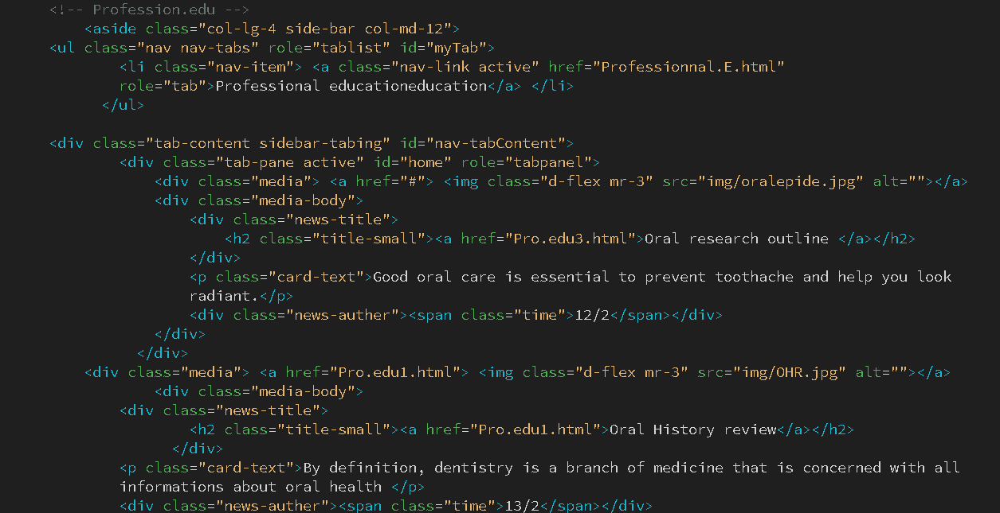 <!-- Profession.edu -->
<aside class="col-lg-4 side-bar col-md-12">
<ul class="nav nav-tabs" role="tablist" id="myTab">
<li class="nav-item"> <a class="nav-link active" href="Professionnal.E.html"
role="tab">Professional educationeducation</a> </li>
</ul>
<div class="tab-content sidebar-tabing" id="nav-tabContent">
<div class="tab-pane active" id="home" role="tabpanel">
<div class="media"> <a href="#"> <img class="d-flex mr-3" src="img/oralepide.jpg" alt=""></a>
<div class="media-body">
<div class="news-title">
<h2 class="title-small"><a href="Pro.edu3.html">Oral research outline </a></h2>
</div>
<p class="card-text">Good oral care is essential to prevent toothache and help you look
radiant.</p>
<div class="news-auther"><span class="time">12/2</span></div>
</div>
</div>
<div class="media"> <a href="Pro.edu1.html"> <img class="d-flex mr-3" src="img/OHR.jpg" alt=""></a>
<div class="media-body">
<div class="news-title">
<h2 class="title-small"><a href="Pro.edu1.html">Oral History review</a></h2>
</div>
<p class="card-text">By definition, dentistry is a branch of medicine that is concerned with all
informations about oral health </p>
<div class="news-auther"><span class="time">13/2</span></div>